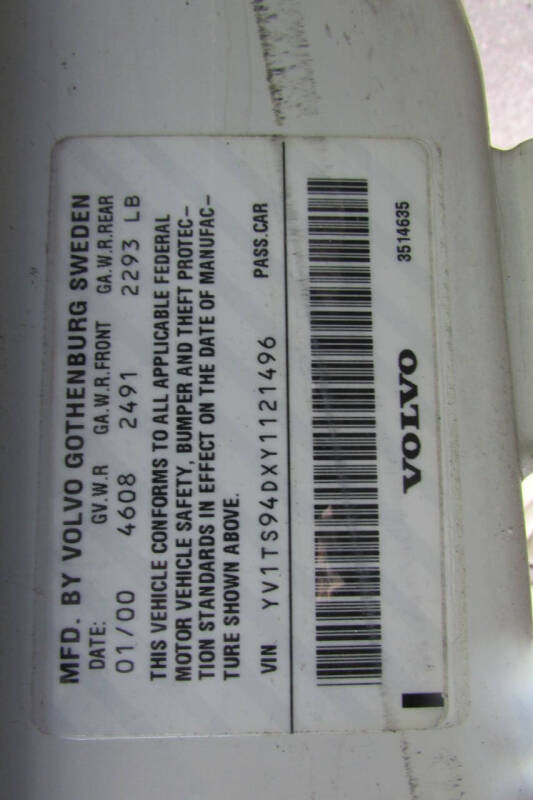 MFD. BY VOLVO GOTHENBURG SWEDEN
DATE: GV.W.R GA.W.R.FRONT GA.W.R.REAR
01/00 4608 2491 2293 LB
THIS VEHICLE CONFORMS TO ALL APPLICABLE FEDERAL
MOTOR VEHICLE SAFETY, BUMPER AND THEFT PROTEC-
TION STANDARDS IN EFFECT ON THE DATE OF MANUFAC-
TURE SHOWN ABOVE.
VIN YV1TS94DXY1121496 PASS.CAR
VOLVO 3514635